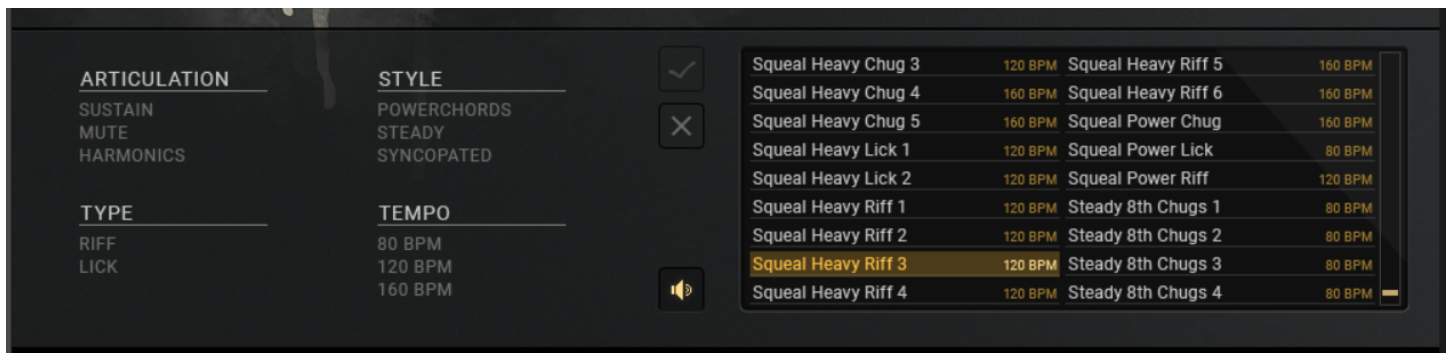 ARTICULATION
SUSTAIN
MUTE
HARMONICS
STYLE
POWERCHORDS
STEADY
SYNCOPATED
TYPE
RIFF
LICK
TEMPO
80 BPM
120 BPM
160 BPM
Squeal Heavy Chug 3 120 BPM
Squeal Heavy Chug 4 160 BPM
Squeal Heavy Chug 5 160 BPM
Squeal Heavy Lick 1 120 BPM
Squeal Heavy Lick 2 120 BPM
Squeal Heavy Riff 1 120 BPM
Squeal Heavy Riff 2 120 BPM
Squeal Heavy Riff 3 120 BPM
Squeal Heavy Riff 4 120 BPM
Squeal Heavy Riff 5 160 BPM
Squeal Heavy Riff 6 160 BPM
Squeal Power Chug 160 BPM
Squeal Power Lick 80 BPM
Squeal Power Riff 120 BPM
Steady 8th Chugs 1 80 BPM
Steady 8th Chugs 2 80 BPM
Steady 8th Chugs 3 80 BPM
Steady 8th Chugs 4 80 BPM